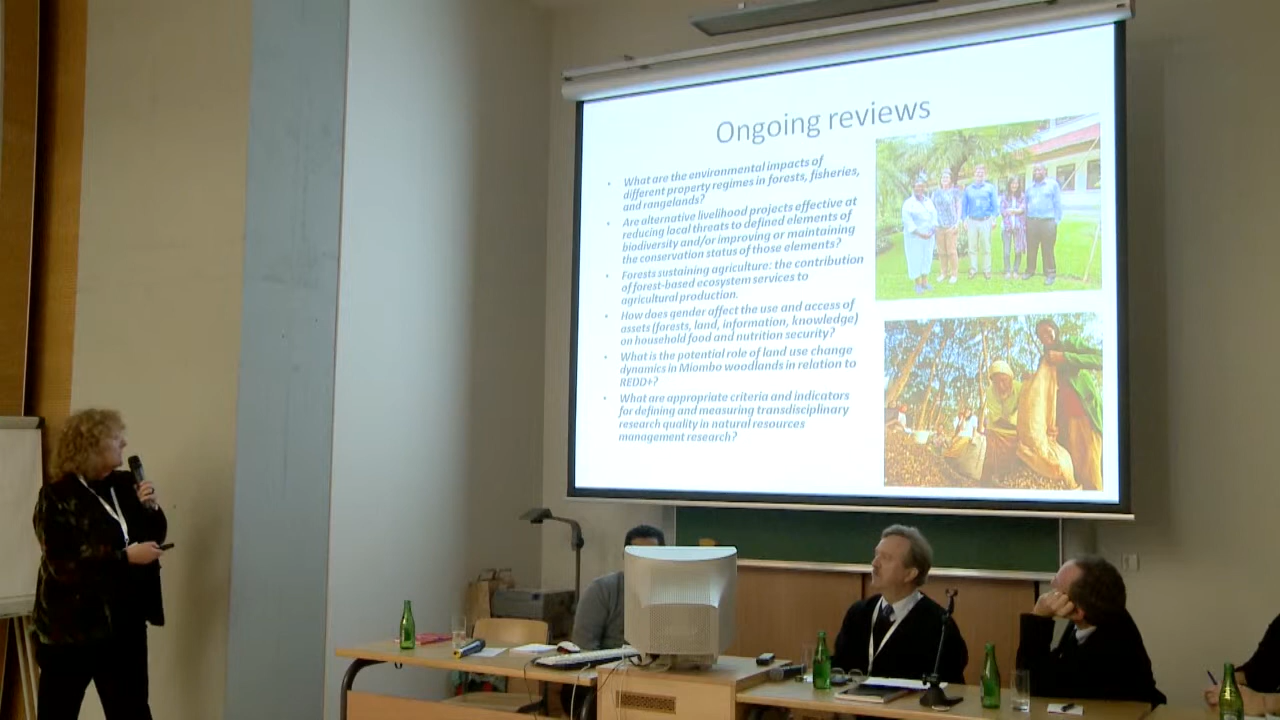 Ongoing reviews
• What are the environmental impacts of
different property regimes in forests, fisheries,
and rangelands?
• Are alternative livelihood projects effective at
reducing local threats to defined elements of
biodiversity and/or improving or maintaining
the conservation status of those elements?
• Forests sustaining agriculture: the contribution
of forest-based ecosystem services to
agricultural production.
• How does gender affect the use and access of
assets (forests, land, information, knowledge)
on household food and nutrition security?
• What is the potential role of land use change
dynamics in Miombo woodlands in relation to
REDD+?
• What are appropriate criteria and indicators
for defining and measuring transdisciplinary
research quality in natural resources
management research?